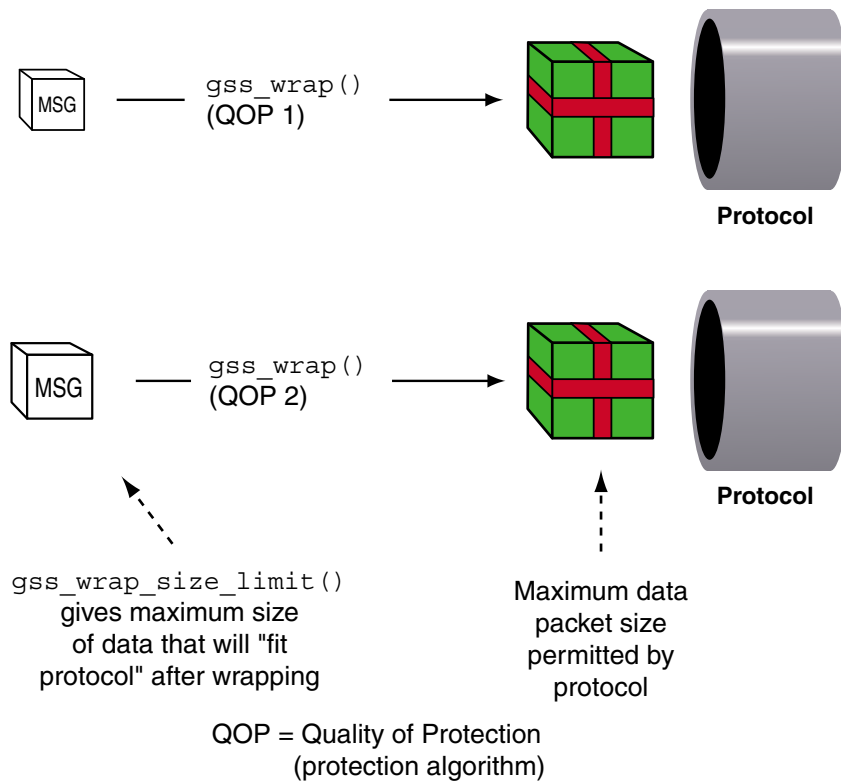 MSG
gss_wrap()
(QOP 1)
Protocol
MSG
gss_wrap()
(QOP 2)
Protocol
gss_wrap_size_limit()
gives maximum size
of data that will "fit
protocol" after wrapping
Maximum data
packet size
permitted by
protocol
QOP = Quality of Protection
(protection algorithm)